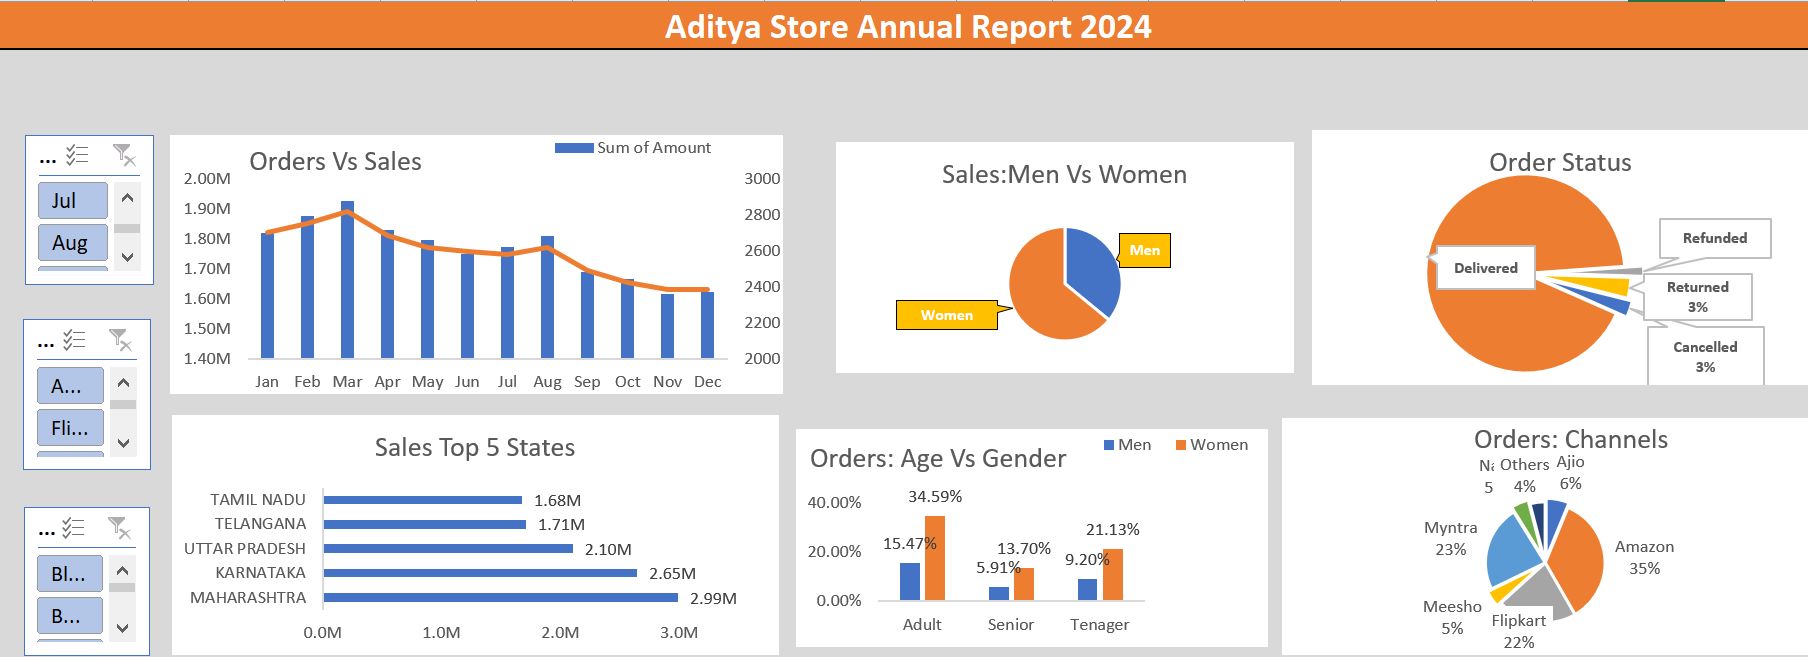 Aditya Store Annual Report 2024
...
Jul
Aug
...
A...
Fli...
...
Bl...
B...
Orders Vs Sales
Sum of Amount
2.00M
1.90M
1.80M
1.70M
1.60M
1.50M
1.40M
3000
2800
2600
2400
2200
2000
Jan Feb Mar Apr May Jun Jul Aug Sep Oct Nov Dec
Sales:Men Vs Women
Men
Women
Order Status
Delivered
Refunded
Returned
3%
Cancelled
3%
Sales Top 5 States
TAMIL NADU 1.68M
TELANGANA 1.71M
UTTAR PRADESH 2.10M
KARNATAKA 2.65M
MAHARASHTRA 2.99M
0.0M 1.0M 2.0M 3.0M
Orders: Age Vs Gender
Men Women
40.00%
20.00%
0.00%
34.59%
15.47%
13.70%
5.91%
21.13%
9.20%
Adult Senior Tenager
Orders: Channels
Others
4%
Ajio
6%
5
Myntra
23%
Amazon
35%
Meesho
5%
Flipkart
22%